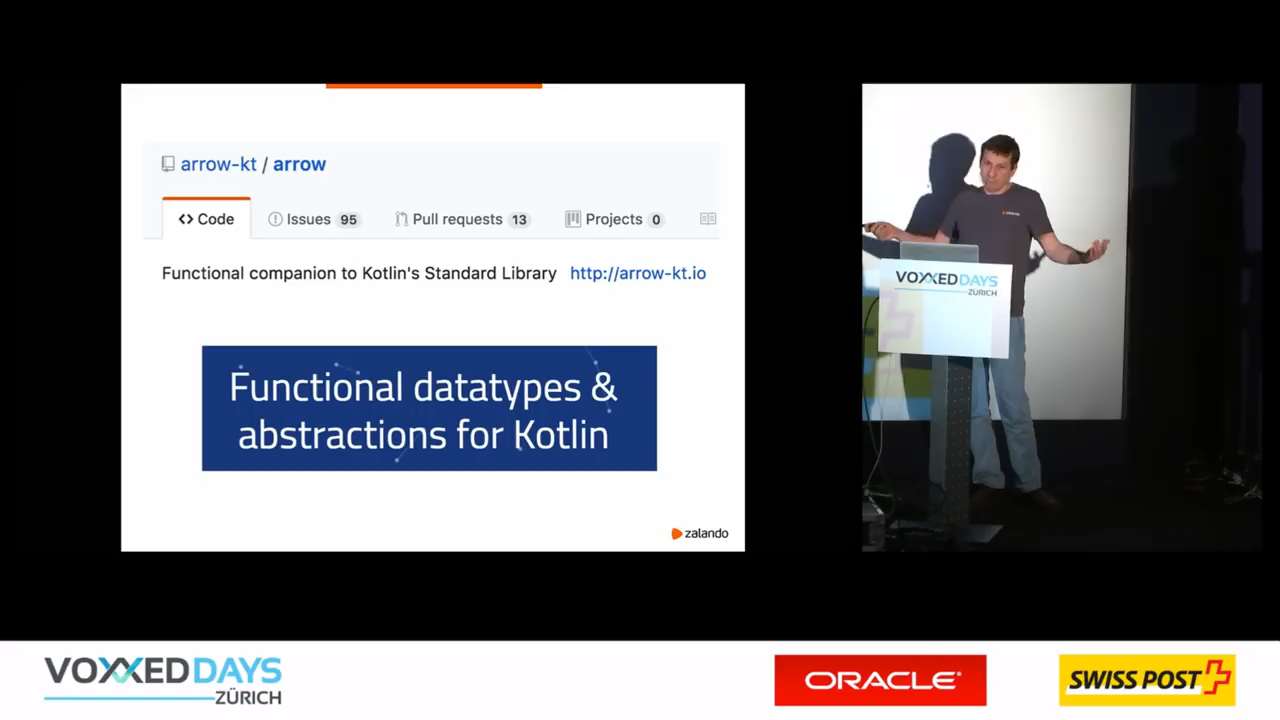 arrow-kt / arrow
<> Code
Issues 95
Pull requests 13
Projects 0
Functional companion to Kotlin's Standard Library http://arrow-kt.io
Functional datatypes &
abstractions for Kotlin
zalando
zalando
VOXXED DAYS
ZÜRICH
VOXXED DAYS
ZÜRICH
ORACLE®
SWISS POST